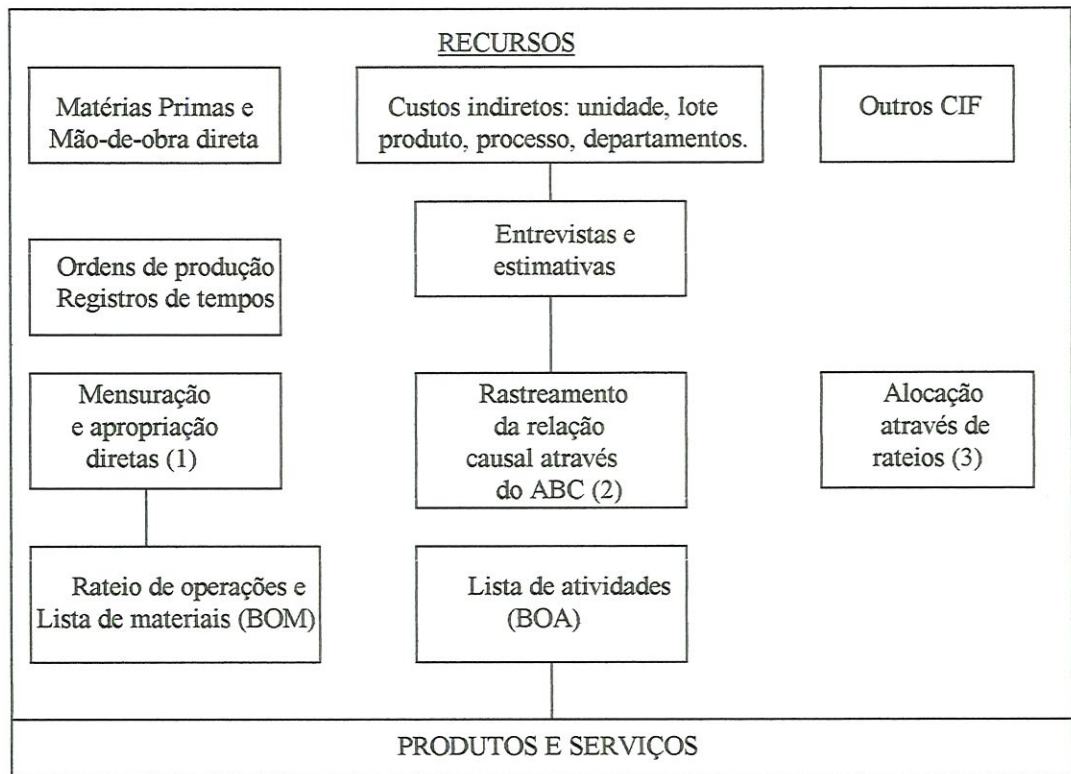 RECURSOS
Matérias Primas e
Mão-de-obra direta
Custos indiretos: unidade, lote
produto, processo, departamentos.
Outros CIF
Entrevistas e
estimativas
Ordens de produção
Registros de tempos
Mensuração
e apropriação
diretas (1)
Rastreamento
da relação
causal através
do ABC (2)
Alocação
através de
rateios (3)
Rateio de operações e
Lista de materiais (BOM)
Lista de atividades
(BOA)
PRODUTOS E SERVIÇOS